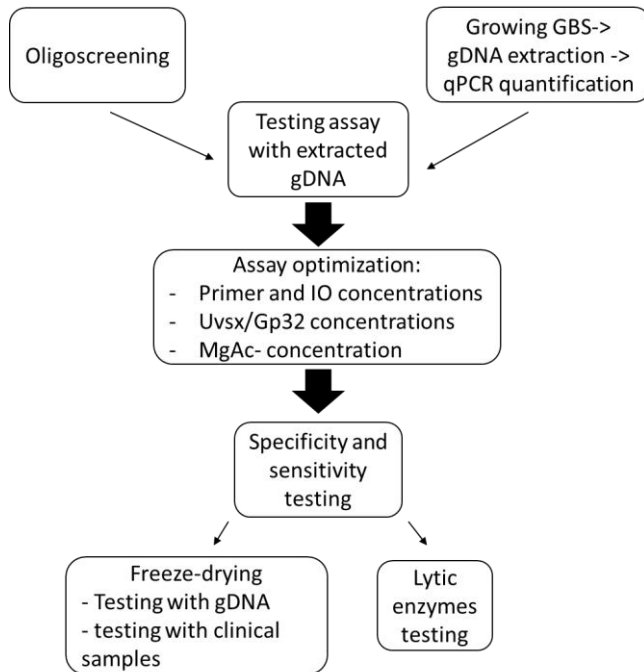 Oligoscreening
Growing GBS->
gDNA extraction ->
qPCR quantification
Testing assay
with extracted
gDNA
Assay optimization:
- Primer and IO concentrations
- Uvsx/Gp32 concentrations
- MgAc- concentration
Specificity and
sensitivity
testing
Freeze-drying
- Testing with gDNA
- testing with clinical
samples
Lytic
enzymes
testing